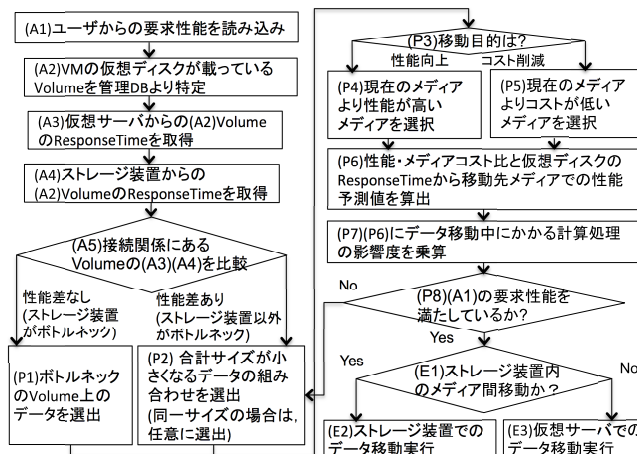 (A1)ユーザからの要求性能を読み込み
(A2)VMの仮想ディスクが載っている
Volumeを管理DBより特定
(A3)仮想サーバからの(A2)Volume
のResponseTimeを取得
(A4)ストレージ装置からの
(A2)VolumeのResponseTimeを取得
(A5)接続関係にある
Volumeの(A3)(A4)を比較
性能差なし
(ストレージ装置
がボトルネック)
性能差あり
(ストレージ装置以外
がボトルネック)
(P1)ボトルネック
のVolume上の
データを選出
(P2) 合計サイズが小
さくなるデータの組み
合わせを選出
(同一サイズの場合は,
任意に選出)
(P3)移動目的は?
性能向上
コスト削減
(P4)現在のメディア
より性能が高い
メディアを選択
(P5)現在のメディア
よりコストが低い
メディアを選択
(P6)性能・メディアコスト比と仮想ディスクの
ResponseTimeから移動先メディアでの性能
予測値を算出
(P7)(P6)にデータ移動中にかかる計算処理
の影響度を乗算
No
(P8)(A1)の要求性能を
満たしているか?
Yes
Yes
(E1)ストレージ装置内
のメディア間移動か?
No
(E2)ストレージ装置での
データ移動実行
(E3)仮想サーバでの
データ移動実行